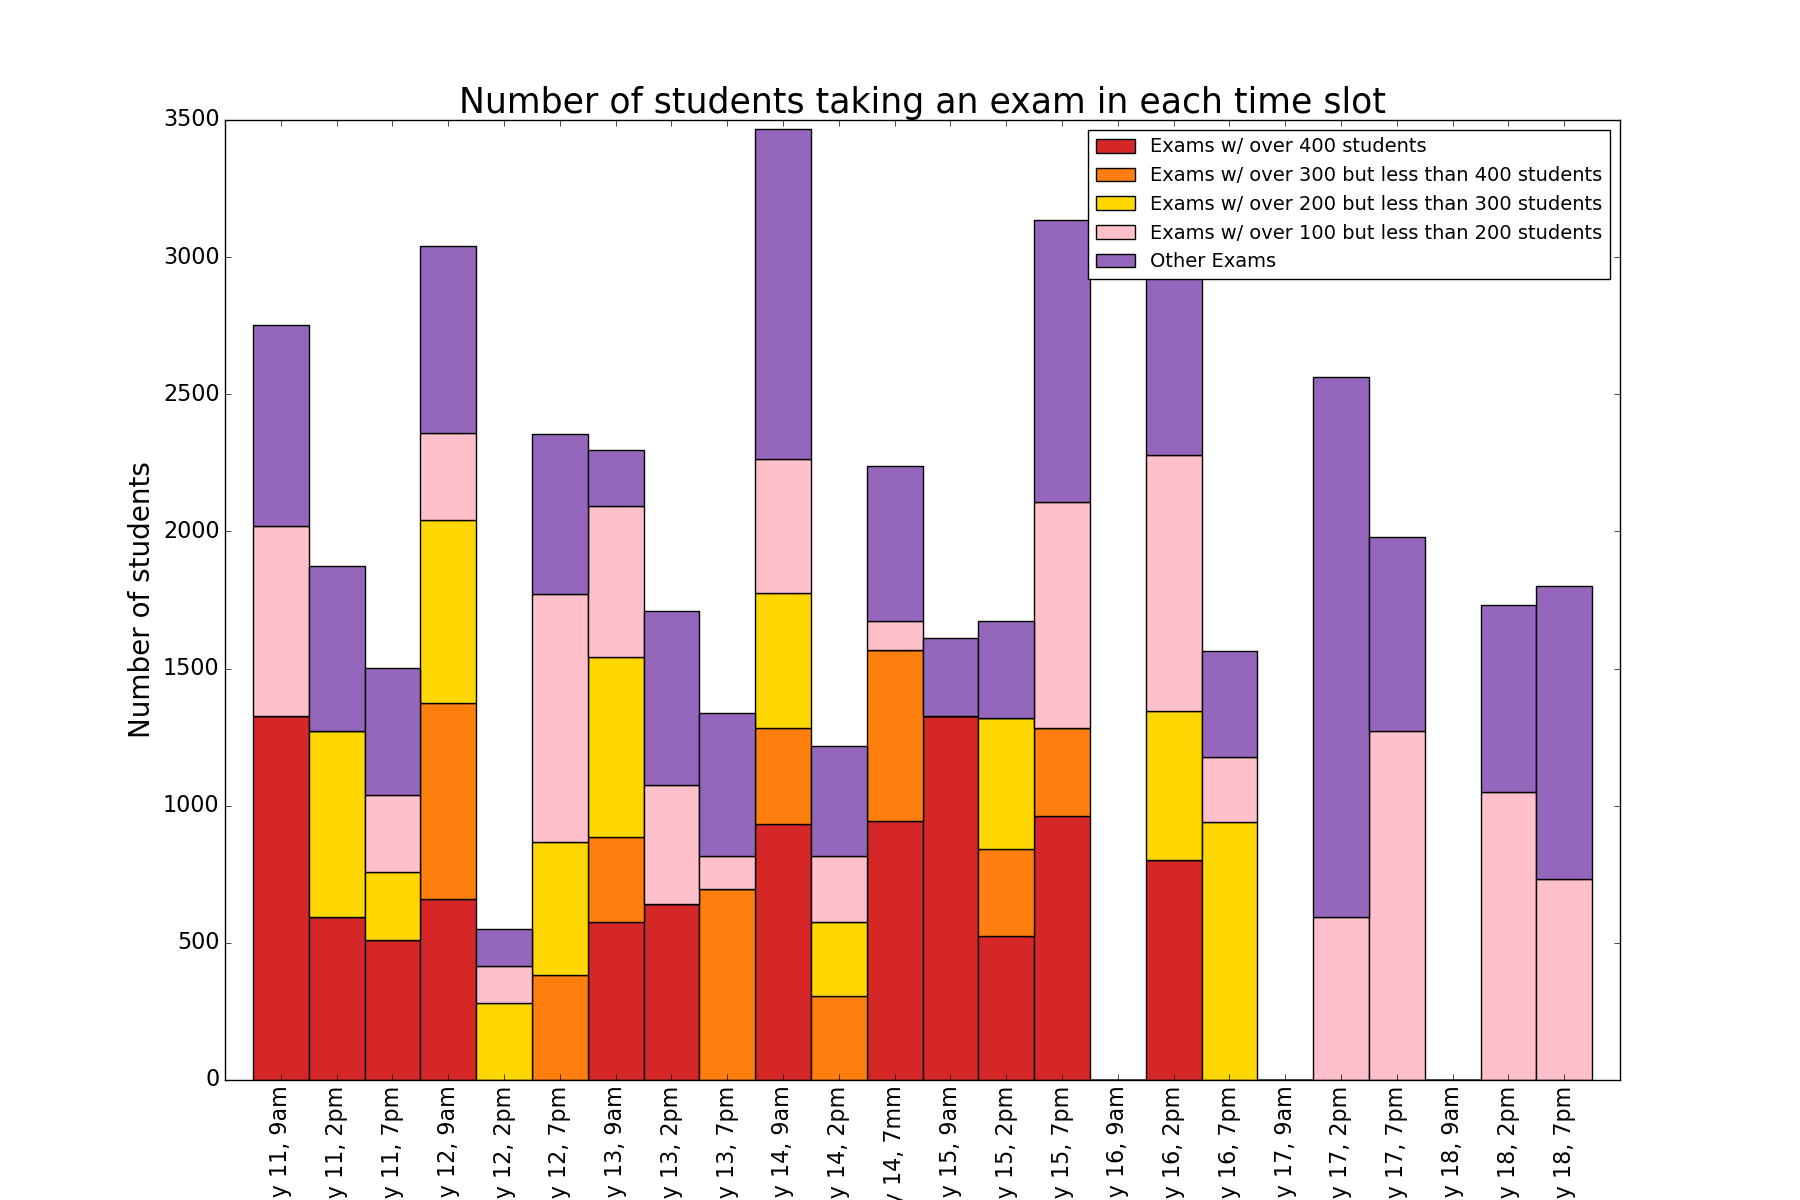 Number of students taking an exam in each time slot
Exams w/ over 400 students
Exams w/ over 300 but less than 400 students
Exams w/ over 200 but less than 300 students
Exams w/ over 100 but less than 200 students
Other Exams
Number of students
3500
3000
2500
2000
1500
1000
500
0
y 11, 9am
y 11, 2pm
y 11, 7pm
y 12, 9am
y 12, 2pm
y 12, 7pm
y 13, 9am
y 13, 2pm
y 13, 7pm
y 14, 9am
y 14, 2pm
y 14, 7mm
y 15, 9am
y 15, 2pm
y 15, 7pm
y 16, 9am
y 16, 2pm
y 16, 7pm
y 17, 9am
y 17, 2pm
y 17, 7pm
y 18, 9am
y 18, 2pm
y 18, 7pm